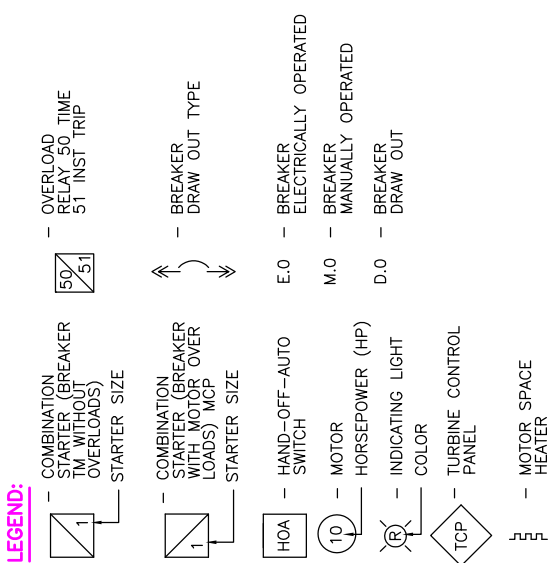 LEGEND:
1
- COMBINATION
STARTER (BREAKER
TM WITHOUT
OVERLOADS)
STARTER SIZE
1
- COMBINATION
STARTER (BREAKER
WITH MOTOR OVER
LOADS) MCP
STARTER SIZE
HOA
- HAND-OFF-AUTO
SWITCH
10
- MOTOR
HORSEPOWER (HP)
R
- INDICATING LIGHT
COLOR
TCP
- TURBINE CONTROL
PANEL
- MOTOR SPACE
HEATER
50/51
- OVERLOAD
RELAY 50 TIME
51 INST TRIP
- BREAKER
DRAW OUT TYPE
E.O - BREAKER
ELECTRICALLY OPERATED
M.O - BREAKER
MANUALLY OPERATED
D.O - BREAKER
DRAW OUT